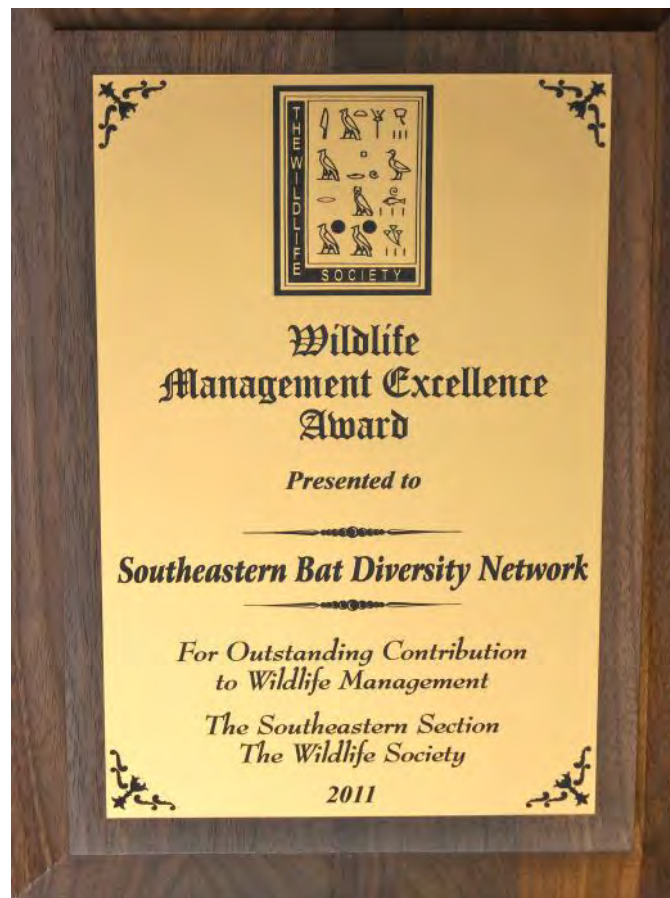 THE WILDLIFE
SOCIETY
Wildlife
Management Excellence
Award
Presented to
Southeastern Bat Diversity Network
For Outstanding Contribution
to Wildlife Management
The Southeastern Section
The Wildlife Society
2011